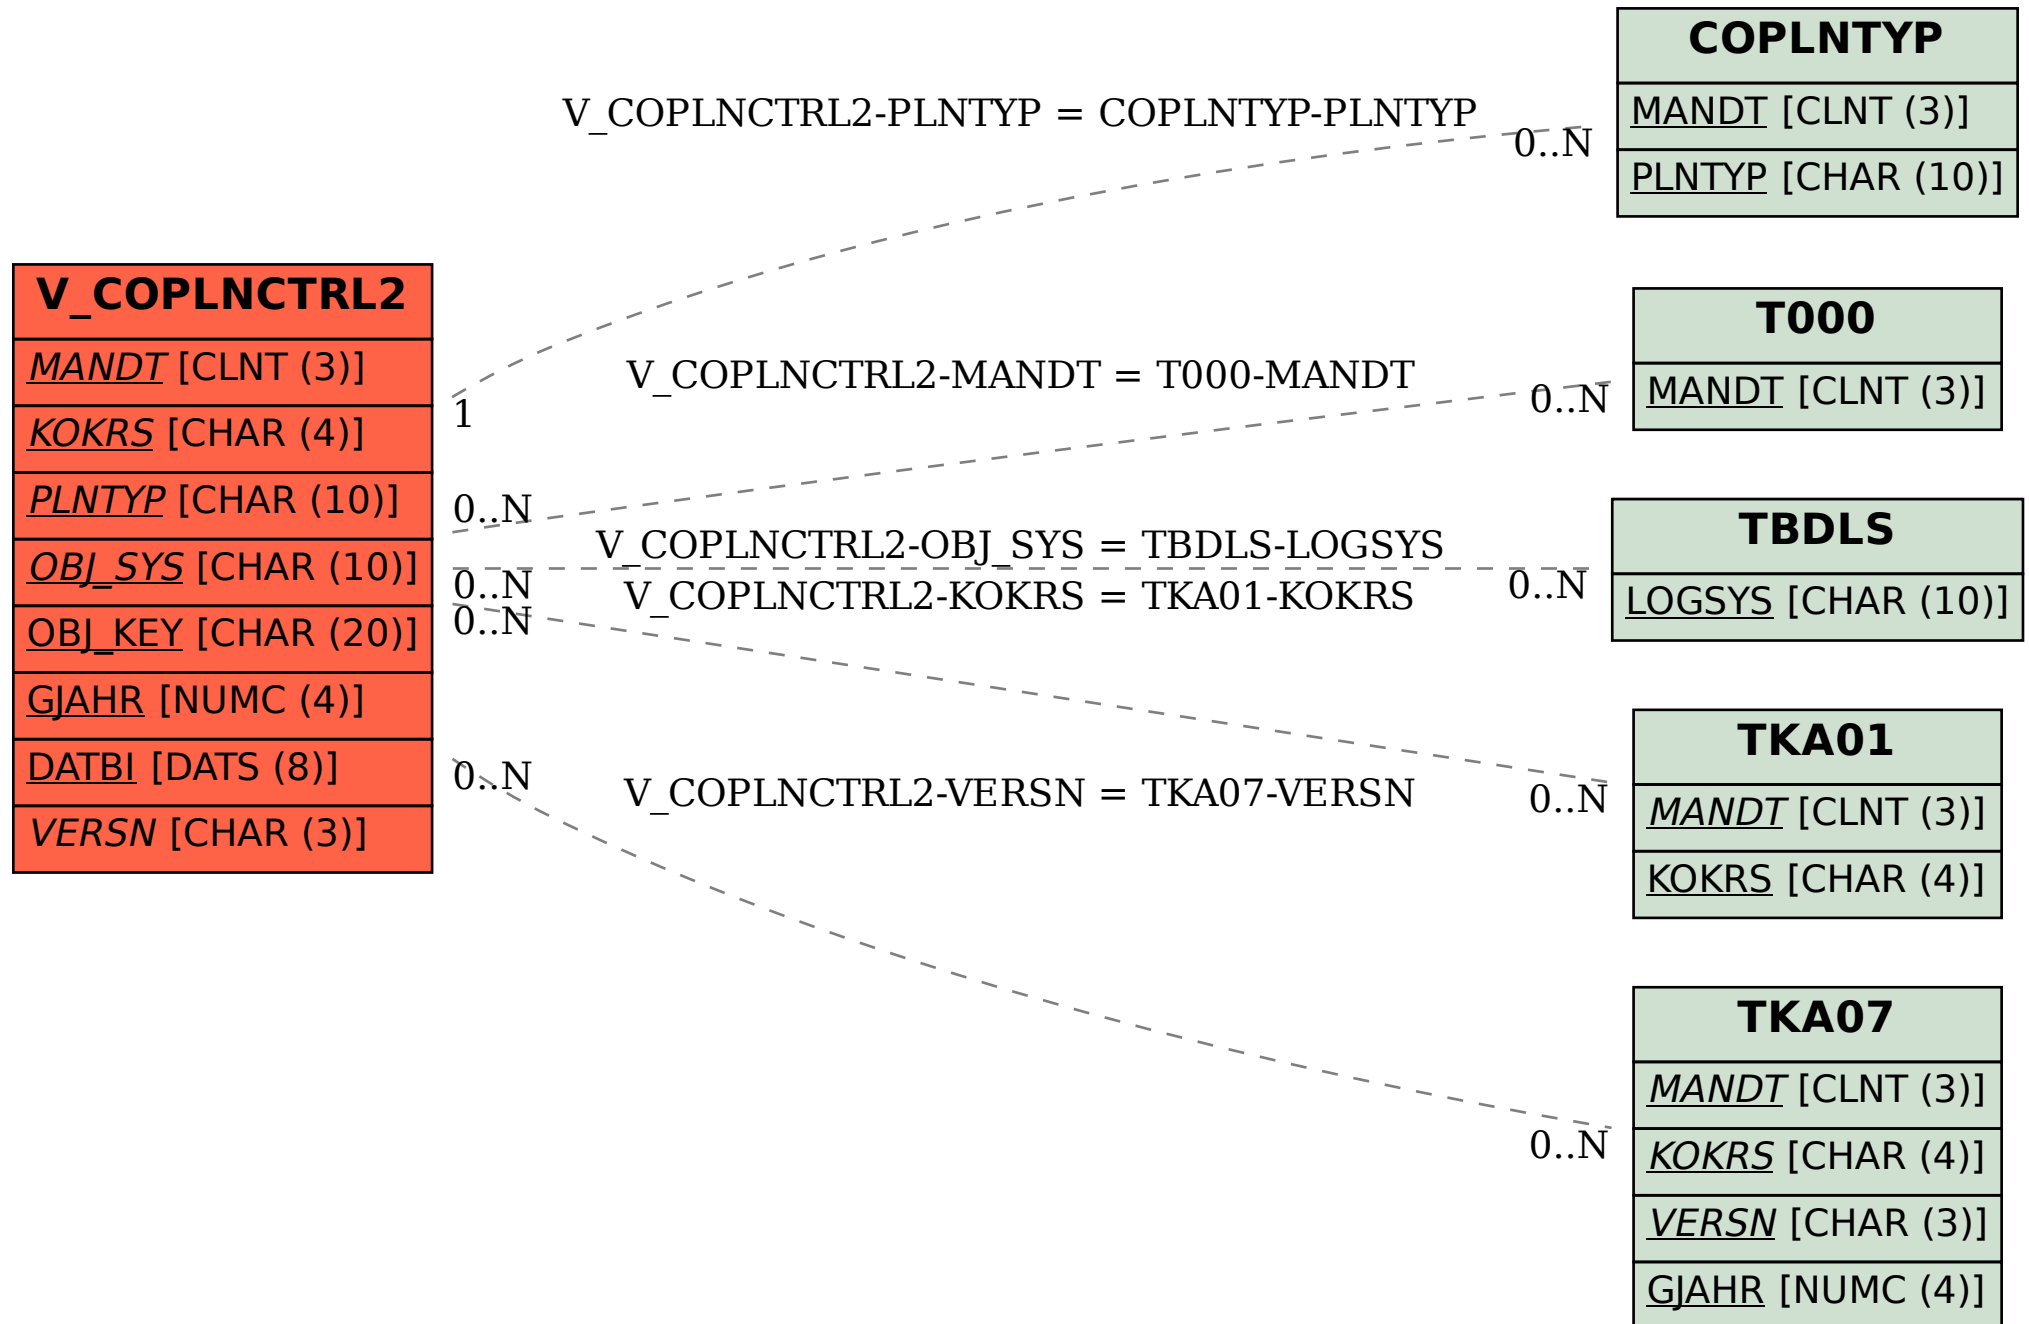 V_COPLNCTRL2
MANDT [CLNT (3)]
KOKRS [CHAR (4)]
PLNTYP [CHAR (10)]
OBJ_SYS [CHAR (10)]
OBJ_KEY [CHAR (20)]
GJAHR [NUMC (4)]
DATBI [DATS (8)]
VERSN [CHAR (3)]
V_COPLNCTRL2-PLNTYP = COPLNTYP-PLNTYP
0..N
1
V_COPLNCTRL2-MANDT = T000-MANDT
0..N
0..N
V_COPLNCTRL2-OBJ_SYS = TBDLS-LOGSYS
0..N
0..N
V_COPLNCTRL2-KOKRS = TKA01-KOKRS
0..N
0..N
V_COPLNCTRL2-VERSN = TKA07-VERSN
0..N
0..N
COPLNTYP
MANDT [CLNT (3)]
PLNTYP [CHAR (10)]
T000
MANDT [CLNT (3)]
TBDLS
LOGSYS [CHAR (10)]
TKA01
MANDT [CLNT (3)]
KOKRS [CHAR (4)]
TKA07
MANDT [CLNT (3)]
KOKRS [CHAR (4)]
VERSN [CHAR (3)]
GJAHR [NUMC (4)]